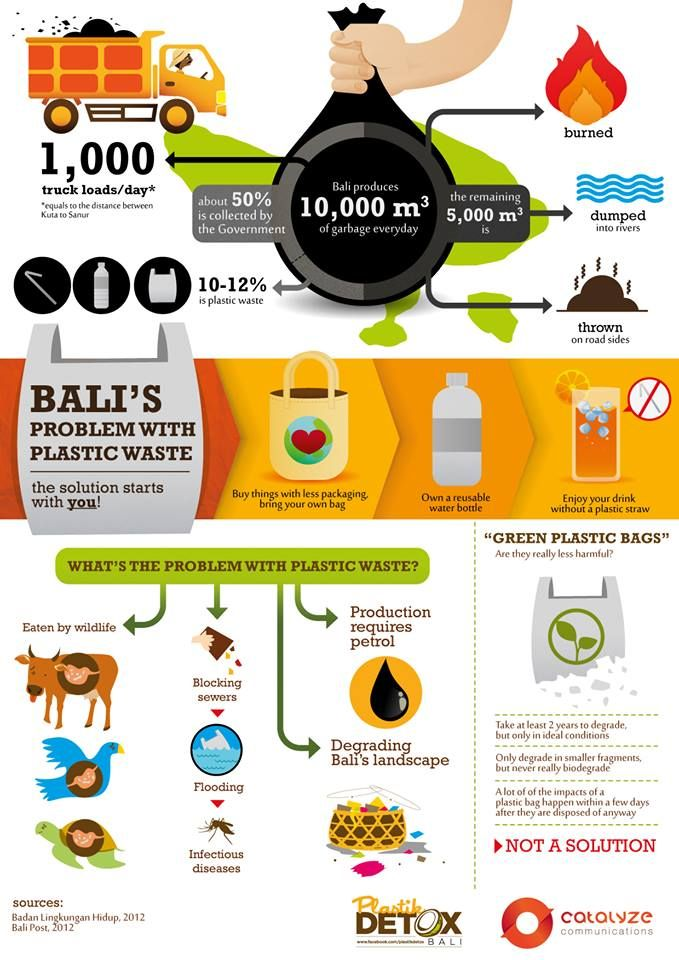 1,000
truck loads/day*
*equals to the distance between
Kuta to Sanur
about 50%
is collected by
the Government
Bali produces
10,000 m³
of garbage everyday
the remaining
5,000 m³
is
burned
dumped
into rivers
thrown
on road sides
10-12%
is plastic waste
BALI'S
PROBLEM WITH
PLASTIC WASTE
the solution starts
with you!
Buy things with less packaging,
bring your own bag
Own a reusable
water bottle
Enjoy your drink
without a plastic straw
WHAT'S THE PROBLEM WITH PLASTIC WASTE?
Eaten by wildlife
Blocking
sewers
Flooding
Infectious
diseases
Production
requires
petrol
Degrading
Bali's landscape
"GREEN PLASTIC BAGS"
Are they really less harmful?
Take at least 2 years to degrade,
but only in ideal conditions
Only degrade in smaller fragments,
but never really biodegrade
A lot of of the impacts of a
plastic bag happen within a few days
after they are disposed of anyway
NOT A SOLUTION
sources:
Badan Lingkungan Hidup, 2012
Bali Post, 2012
Plastik
DETOX
BALI
www.facebook.com/plastikdetox
catalyze
communications